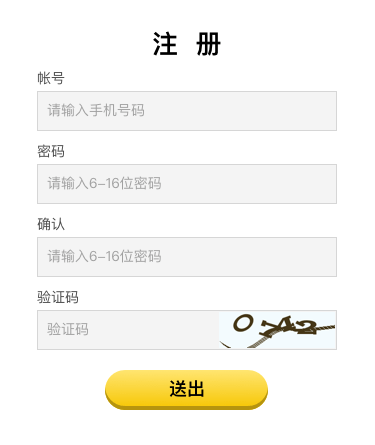 注 册
帐号
请输入手机号码
密码
请输入6-16位密码
确认
请输入6-16位密码
验证码
验证码
送出